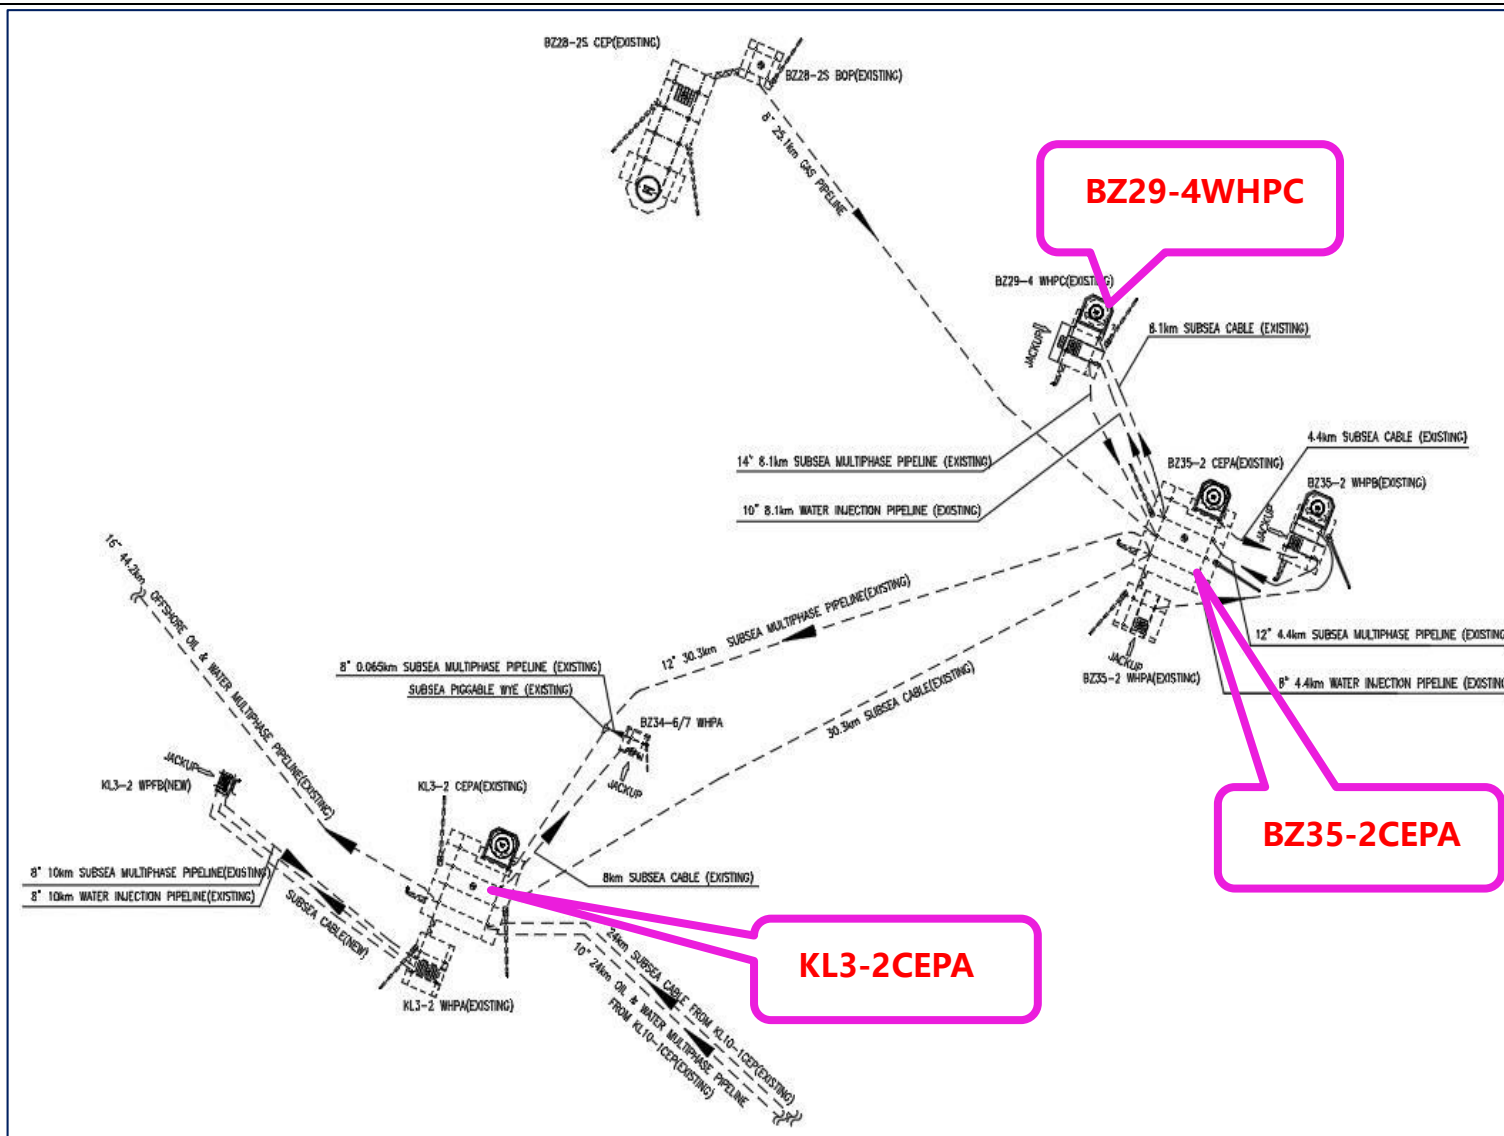 BZ28-2S CEP(EXISTING)
BZ28-2S BOP(EXISTING)
8" 25.1km GAS PIPELINE
BZ29-4WHPC
BZ29-4 WHPC(EXISTING)
JACKUP
8.1km SUBSEA CABLE (EXISTING)
14" 8.1km SUBSEA MULTIPHASE PIPELINE (EXISTING)
10" 8.1km WATER INJECTION PIPELINE (EXISTING)
4.4km SUBSEA CABLE (EXISTING)
BZ35-2 CEPA(EXISTING)
BZ35-2 WHPB(EXISTING)
JACKUP
16" 44.2km OFFSHORE OIL & WATER MULTIPHASE PIPELINE(EXISTING)
12" 30.3km SUBSEA MULTIPHASE PIPELINE(EXISTING)
12" 4.4km SUBSEA MULTIPHASE PIPELINE (EXISTING
JACKUP
BZ35-2 WHPA(EXISTING)
8" 4.4km WATER INJECTION PIPELINE (EXISTING
8" 0.065km SUBSEA MULTIPHASE PIPELINE (EXISTING)
SUBSEA PIGGABLE WYE (EXISTING)
30.3km SUBSEA CABLE(EXISTING)
BZ34-6/7 WHPA
JACKUP
JACKUP
KL3-2 WPFB(NEW)
KL3-2 CEPA(EXISTING)
BZ35-2CEPA
8" 10km SUBSEA MULTIPHASE PIPELINE(EXISTING)
8" 10km WATER INJECTION PIPELINE(EXISTING)
SUBSEA CABLE(NEW)
8km SUBSEA CABLE (EXISTING)
KL3-2CEPA
KL3-2 WHPA(EXISTING)
24km SUBSEA CABLE FROM KL10-1CEP(EXISTING)
10" 24km OIL & WATER MULTIPHASE PIPELINE
FROM KL10-1CEP(EXISTING)